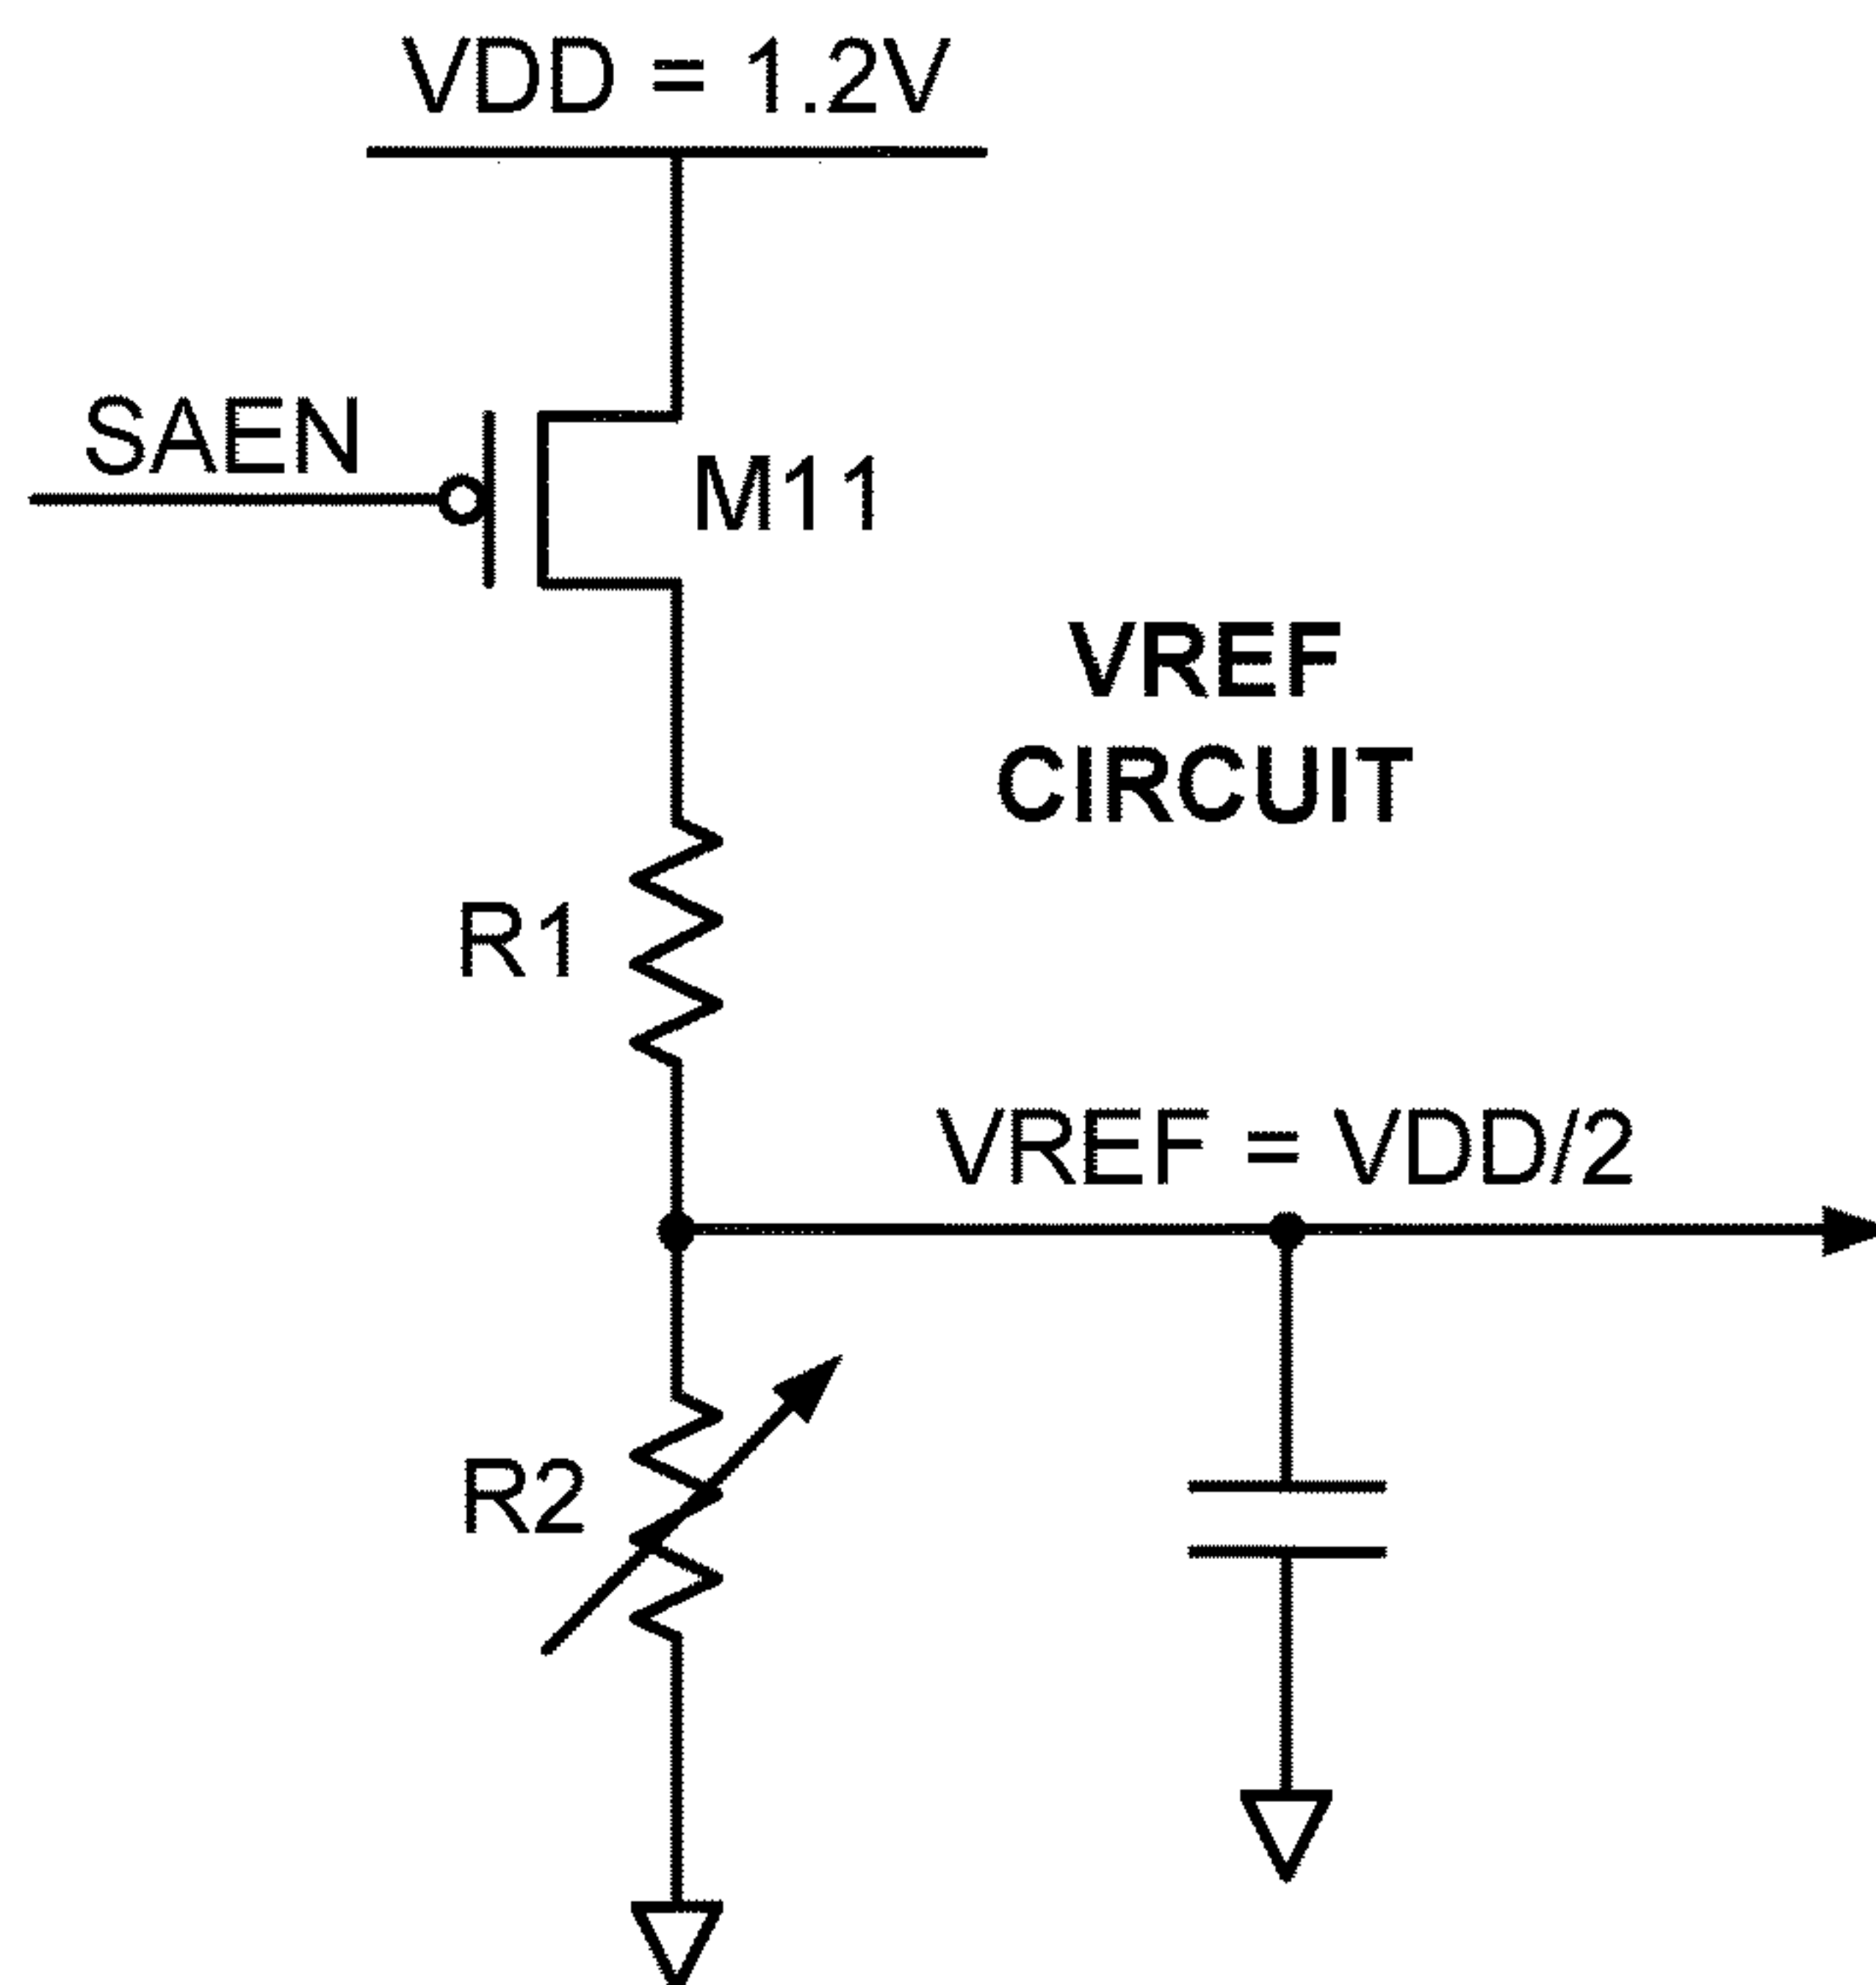 VDD = 1.2V
SAEN
M11
VREF
CIRCUIT
R1
VREF = VDD/2
R2